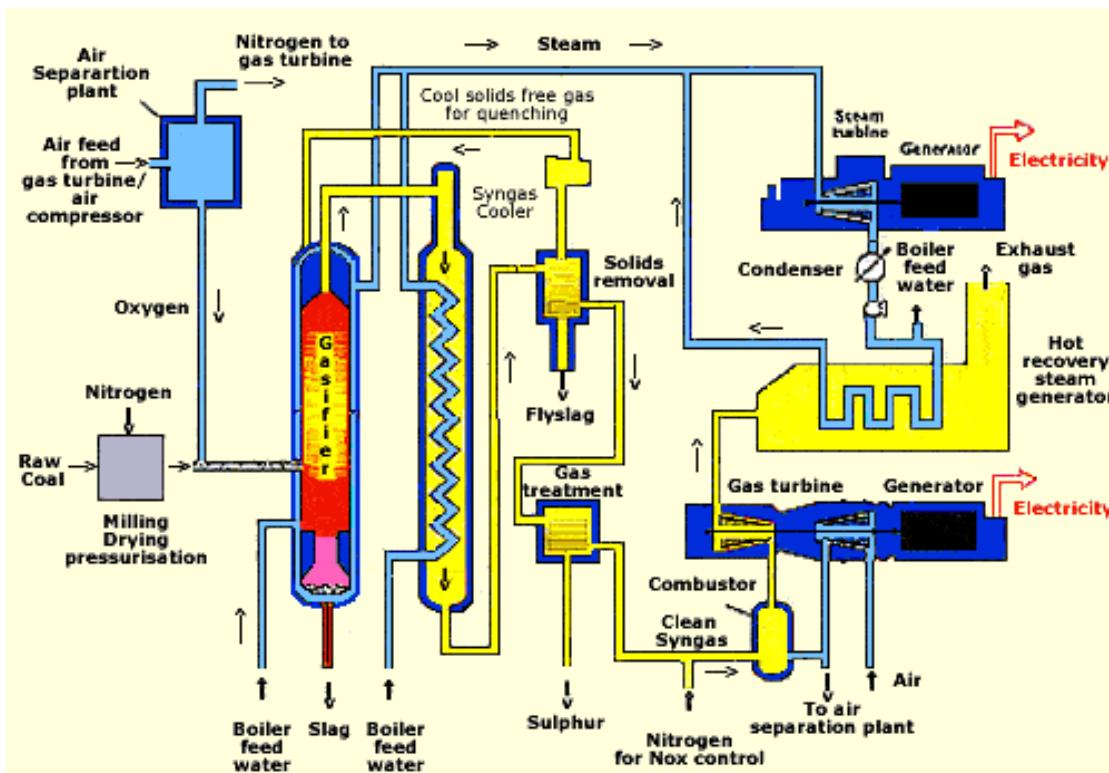 Nitrogen to
gas turbine
Air
Separartion
plant
Steam
Cool solids free gas
for quenching
Steam
turbine
Generator
Electricity
Air feed
from
gas turbine/
air
compressor
Syngas
Cooler
Solids
removal
Condenser
Boiler
feed
water
Exhaust
gas
Oxygen
Gasifier
Hot
recovery
steam
generator
Nitrogen
Flyslag
Raw
Coal
Gas
treatment
Gas turbine
Generator
Electricity
Milling
Drying
pressurisation
Combustor
Clean
Syngas
Air
Boiler
feed
water
Slag
Boiler
feed
water
Sulphur
To air
separation plant
Nitrogen
for Nox control